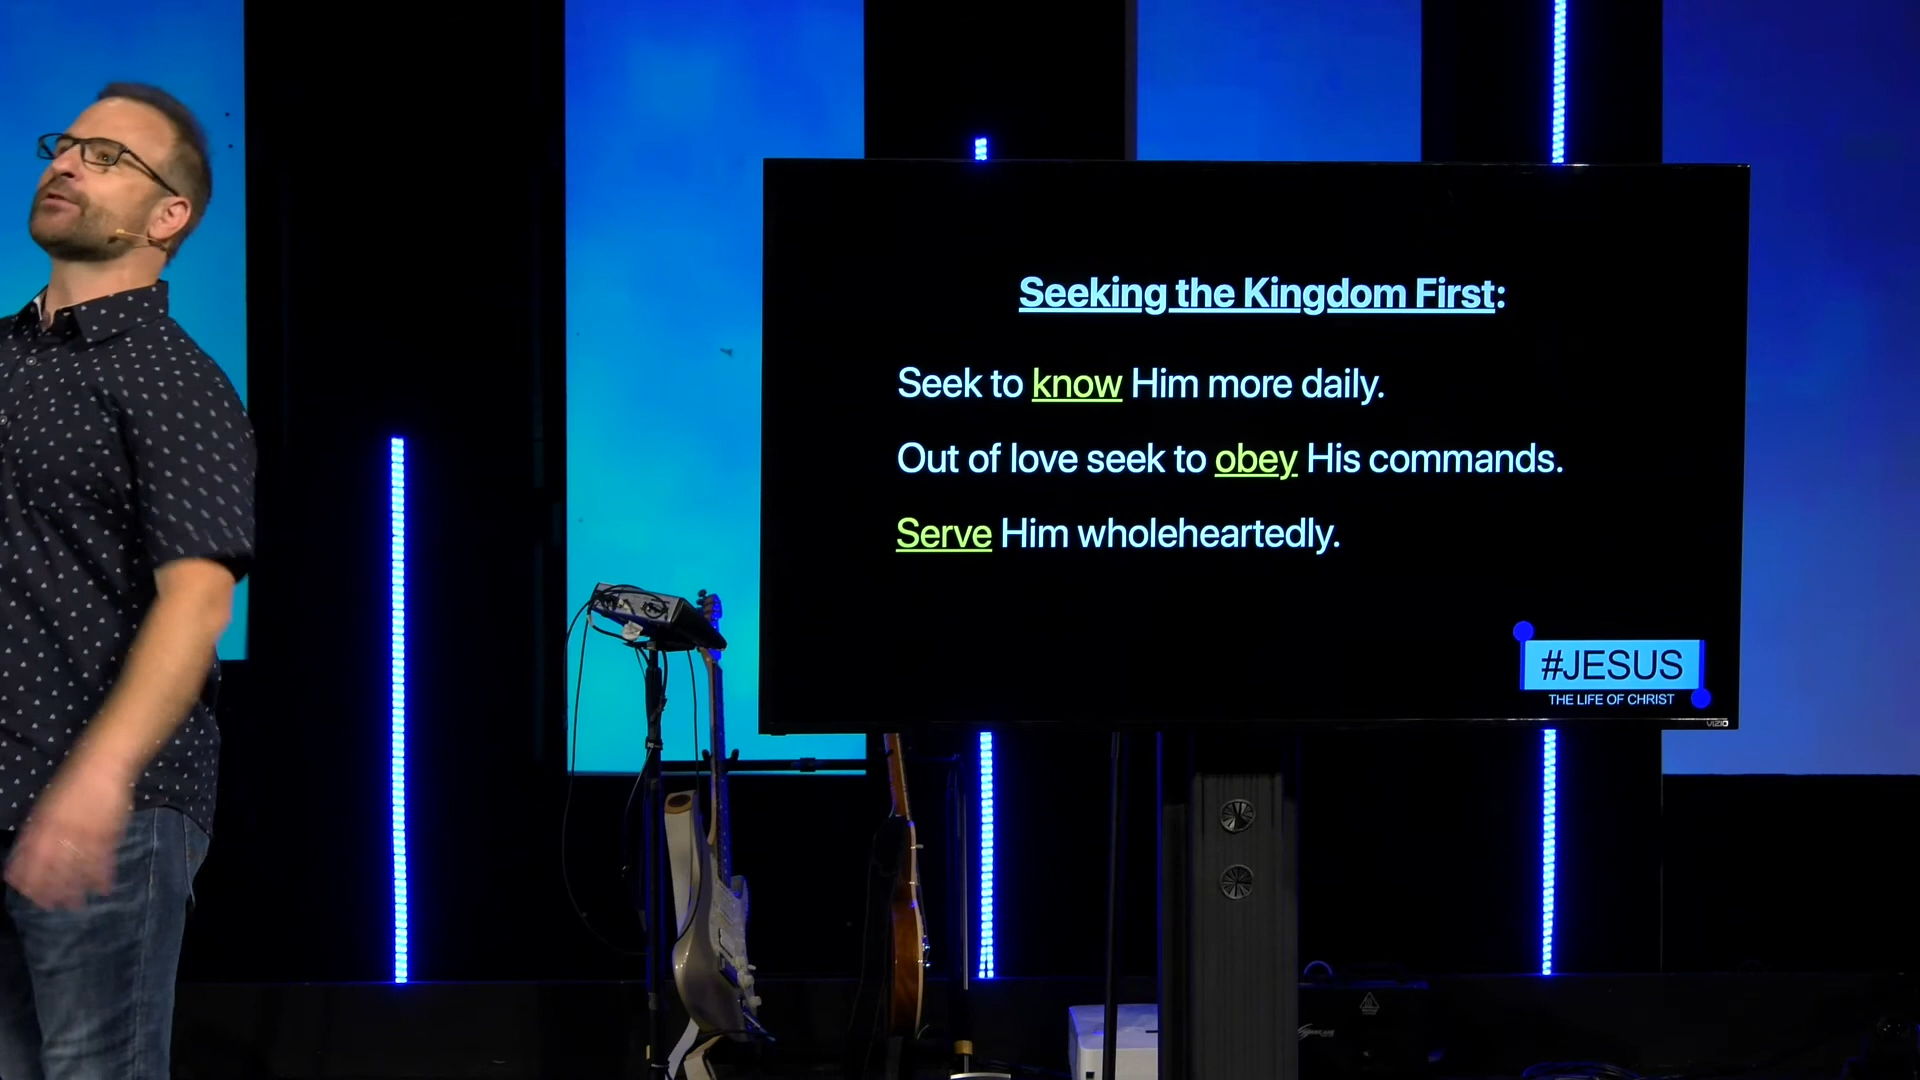 Seeking the Kingdom First:
Seek to know Him more daily.
Out of love seek to obey His commands.
Serve Him wholeheartedly.
#JESUS
THE LIFE OF CHRIST
VIZIO